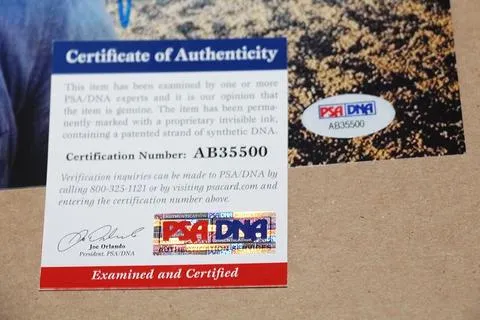 Certificate of Authenticity
This item has been examined by one or more
PSA/DNA experts and it is our opinion that
the item is genuine. The item has been perma-
nently marked with a proprietary invisible ink,
containing a patented strand of synthetic DNA.
Certification Number: AB35500
Verification inquiries can be made to PSA/DNA by
calling 800-325-1121 or by visiting psacard.com and
entering the certification number above.
Joe Orlando
President, PSA/DNA
PSA DNA
AUTHENTICATION SERVICES
Examined and Certified
PSA DNA
AB35500